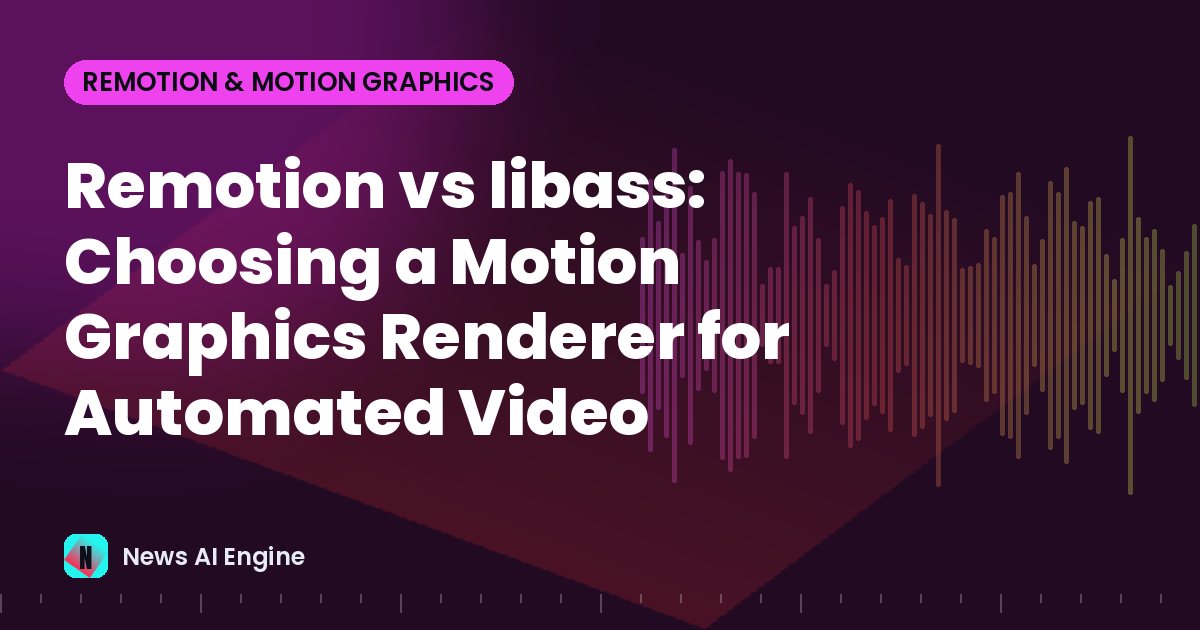 REMOTION & MOTION GRAPHICS
Remotion vs libass:
Choosing a Motion
Graphics Renderer for
Automated Video
N
News AI Engine